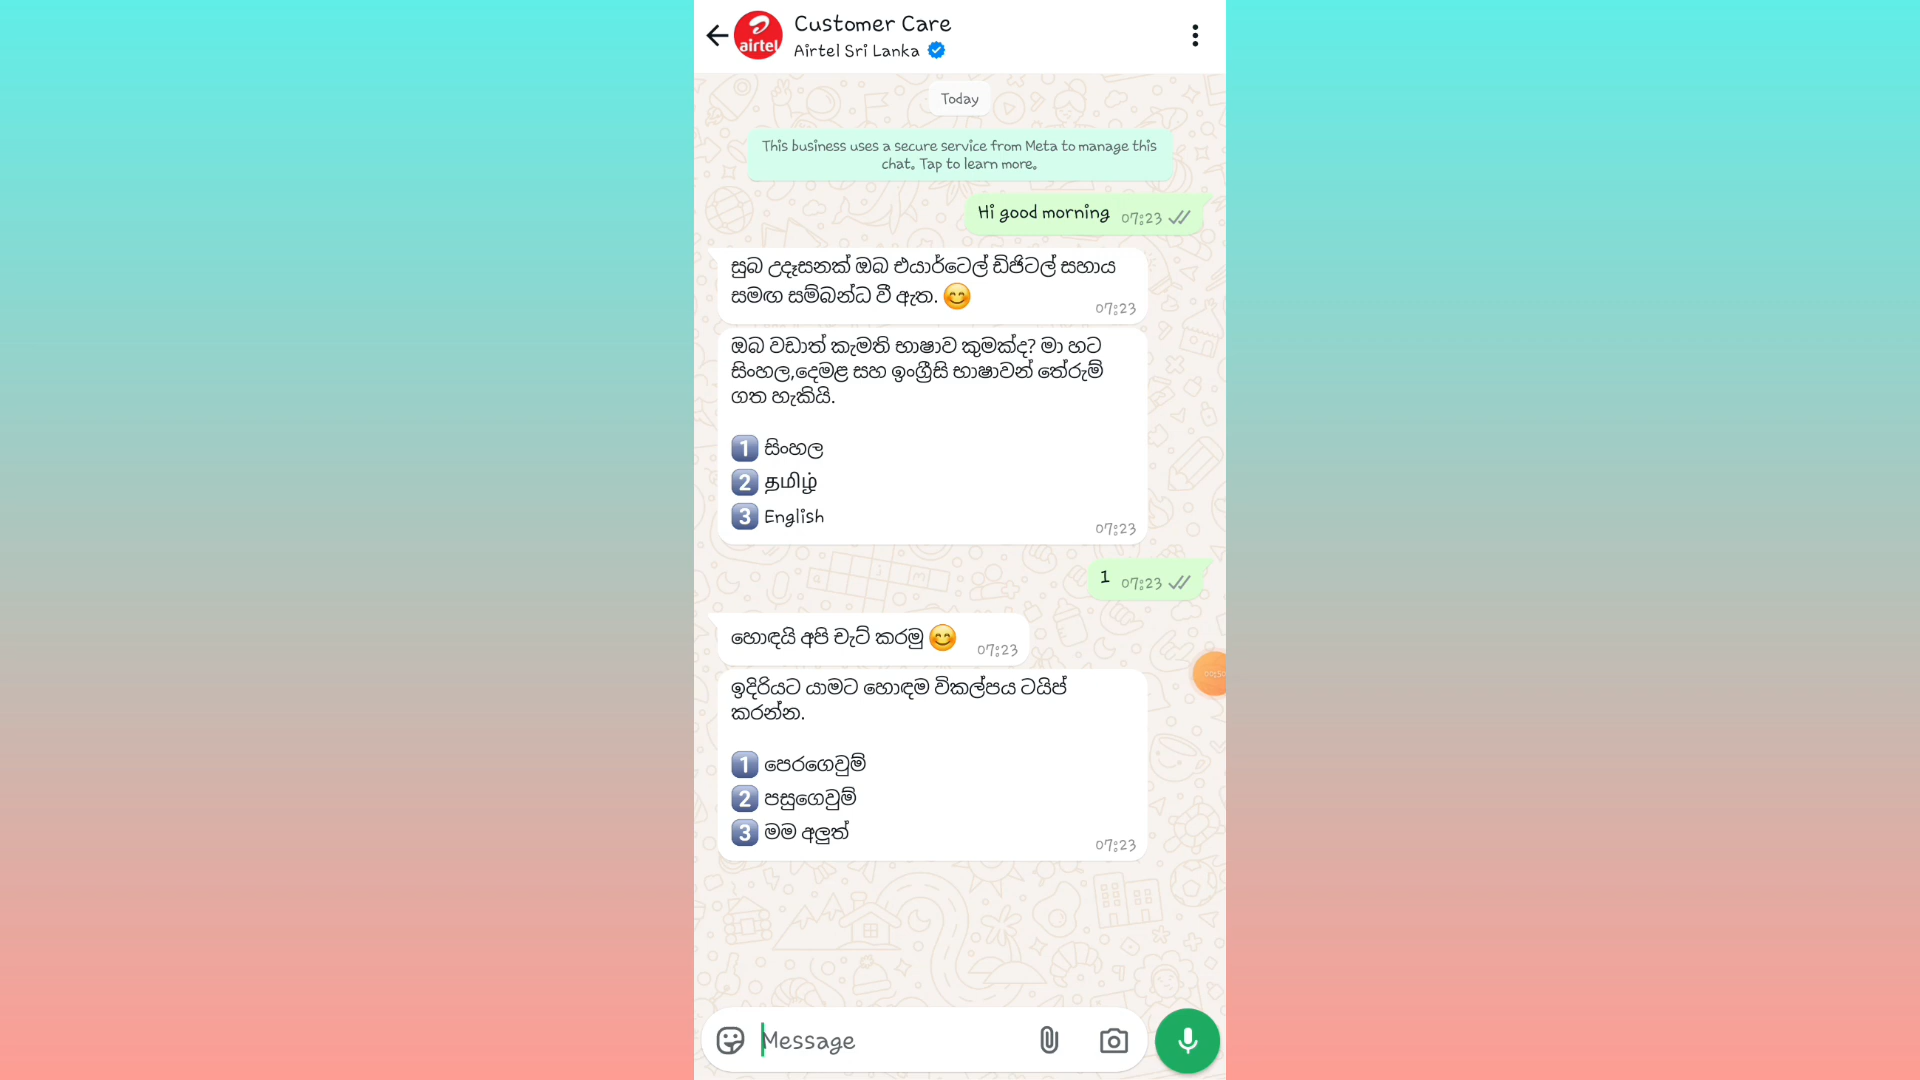 Customer Care
airtel
Airtel Sri Lanka
Today
This business uses a secure service from Meta to manage this
chat. Tap to learn more.
Hi good morning 07:23
සුබ උදෑසනක් ඔබ එයාර්ටෙල් ඩිජිටල් සහාය
සමඟ සම්බන්ධ වී ඇත. 😊
07:23
ඔබ වඩාත් කැමති භාෂාව කුමක්ද? මා හට
සිංහල,දෙමළ සහ ඉංග්‍රීසි භාෂාවන් තේරුම්
ගත හැකියි.
1 සිංහල
2 தமிழ்
3 English
07:23
1 07:23
හොඳයි අපි චැට් කරමු 😊 07:23
ඉදිරියට යාමට හොඳම විකල්පය ටයිප්
කරන්න.
1 පෙරගෙවුම්
2 පසුගෙවුම්
3 මම අලුත්
07:23
Message